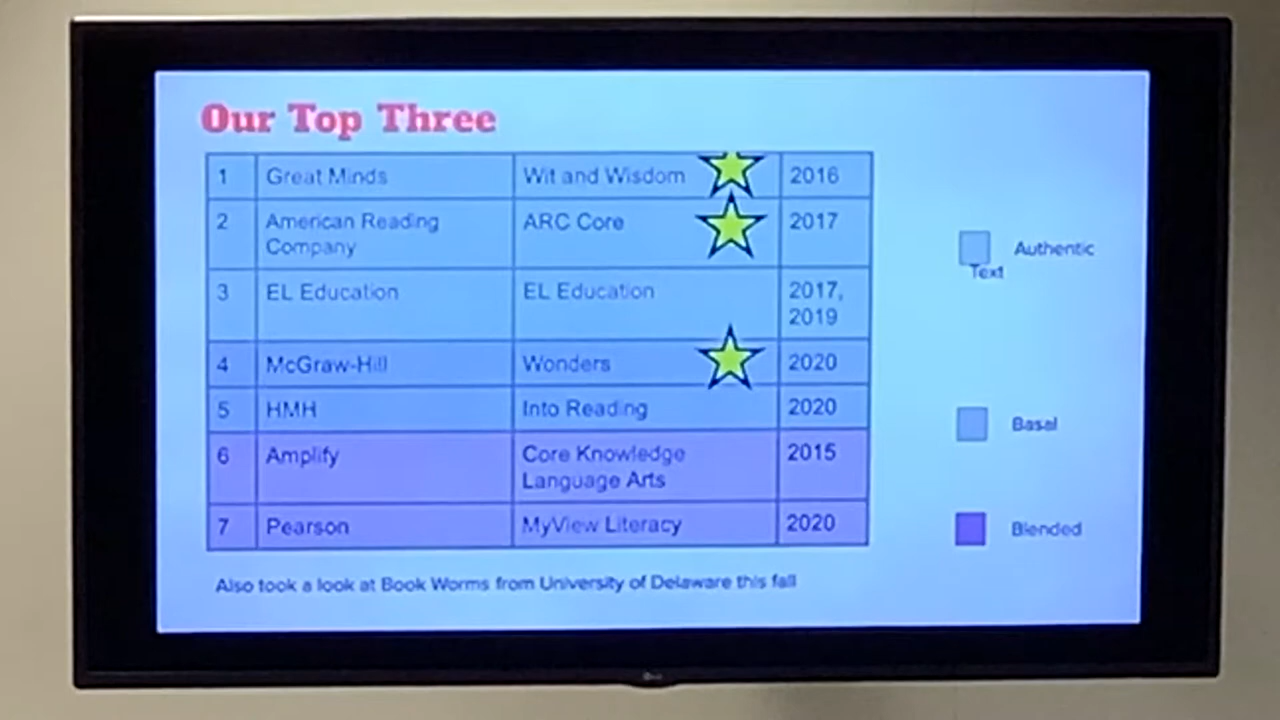 Our Top Three
1 Great Minds Wit and Wisdom 2016
2 American Reading ARC Core 2017
Company
3 EL Education EL Education 2017,
2019
4 McGraw-Hill Wonders 2020
5 HMH Into Reading 2020
6 Amplify Core Knowledge 2015
Language Arts
7 Pearson MyView Literacy 2020
Authentic
Text
Basal
Blended
Also took a look at Book Worms from University of Delaware this fall